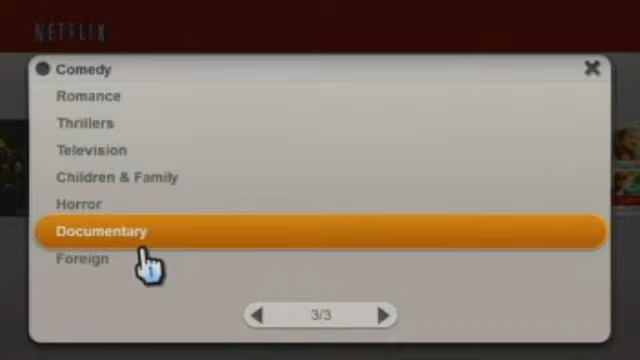 NETFLIX
Comedy
Romance
Thrillers
Television
Children & Family
Horror
Documentary
Foreign
3/3